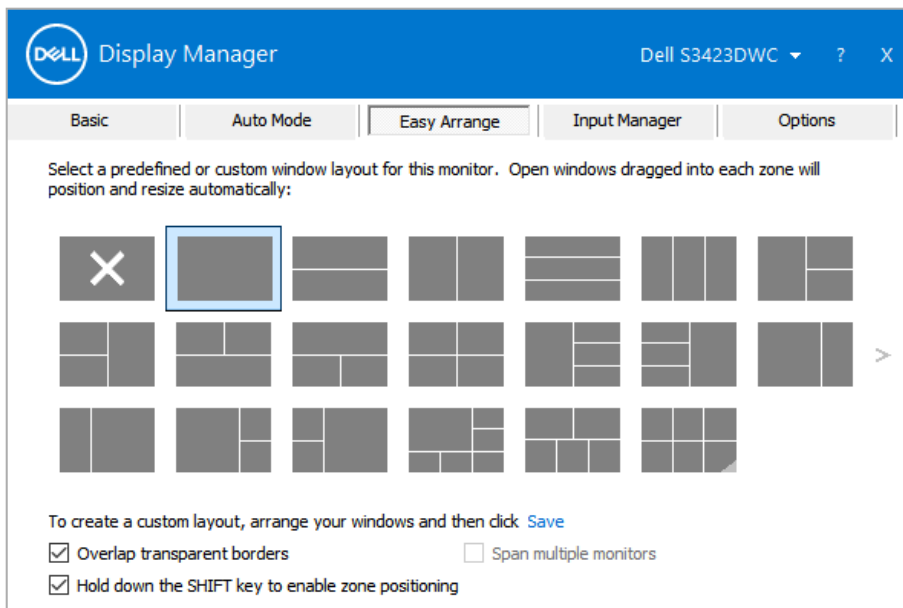 DELL Display Manager Dell S3423DWC ? X
Basic Auto Mode Easy Arrange Input Manager Options
Select a predefined or custom window layout for this monitor. Open windows dragged into each zone will
position and resize automatically:
>
To create a custom layout, arrange your windows and then click Save
Overlap transparent borders Span multiple monitors
Hold down the SHIFT key to enable zone positioning